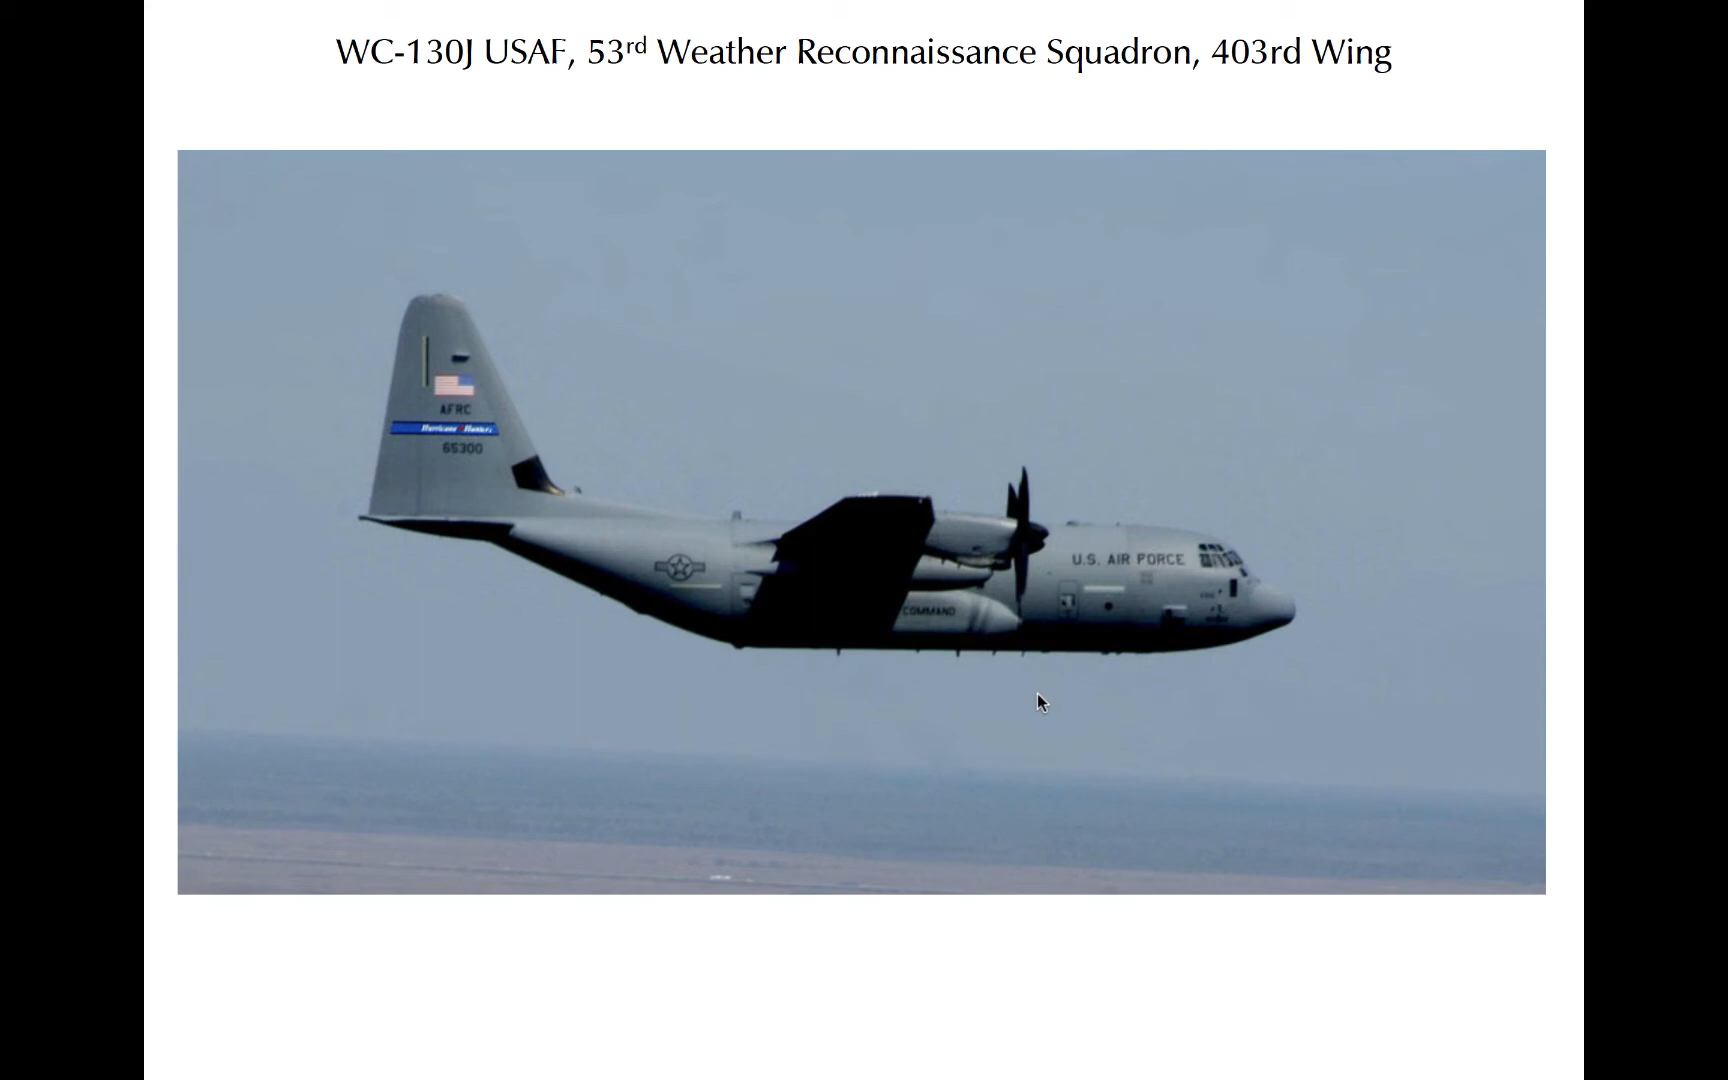 WC-130J USAF, 53rd Weather Reconnaissance Squadron, 403rd Wing
AFRC
Hurricane Hunters
65300
U.S. AIR FORCE
COMMAND